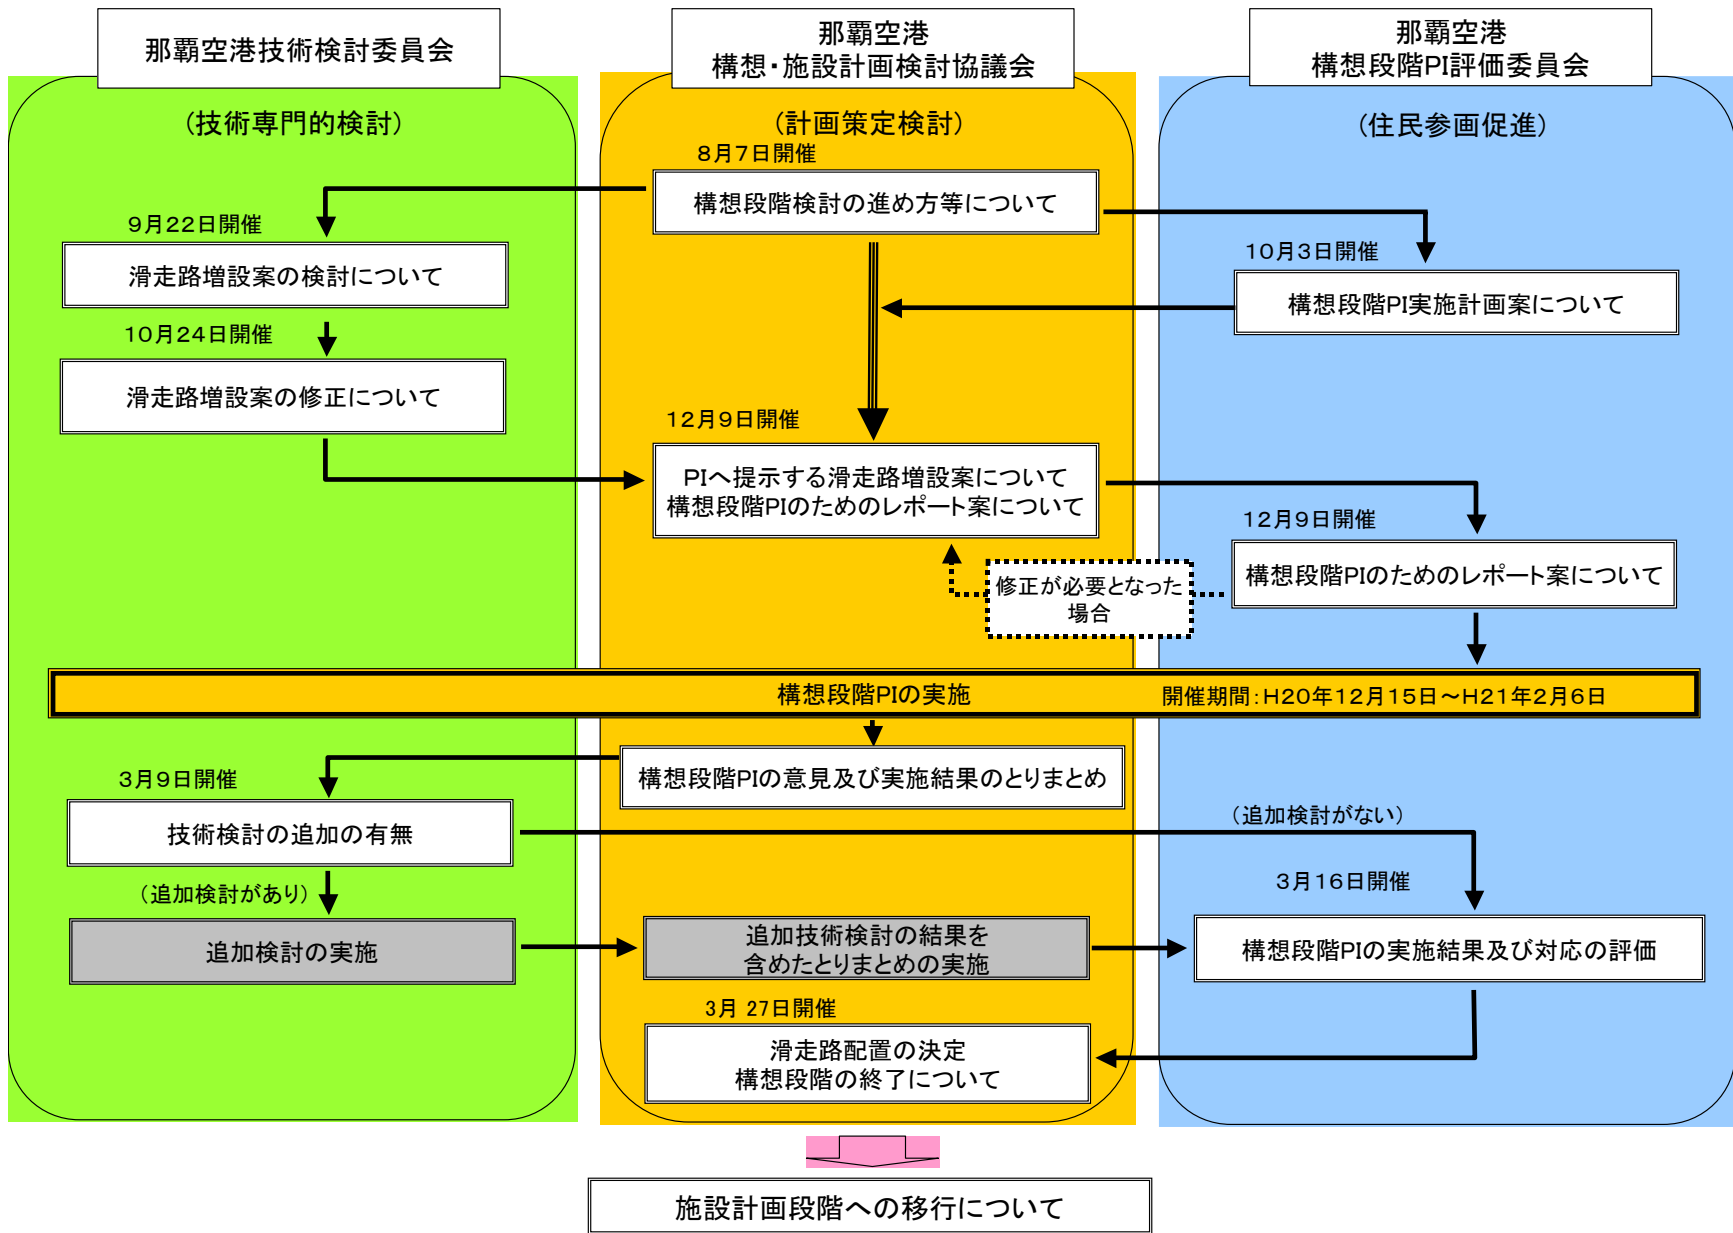 那覇空港技術検討委員会
那覇空港
構想・施設計画検討協議会
那覇空港
構想段階PI評価委員会
(技術専門的検討)
(計画策定検討)
(住民参画促進)
8月7日開催
構想段階検討の進め方等について
9月22日開催
滑走路増設案の検討について
10月3日開催
構想段階PI実施計画案について
10月24日開催
滑走路増設案の修正について
12月9日開催
PIへ提示する滑走路増設案について
構想段階PIのためのレポート案について
12月9日開催
構想段階PIのためのレポート案について
修正が必要となった
場合
構想段階PIの実施 開催期間:H20年12月15日～H21年2月6日
構想段階PIの意見及び実施結果のとりまとめ
3月9日開催
技術検討の追加の有無
(追加検討がない)
(追加検討があり)
3月16日開催
追加検討の実施
追加技術検討の結果を
含めたとりまとめの実施
構想段階PIの実施結果及び対応の評価
3月 27日開催
滑走路配置の決定
構想段階の終了について
施設計画段階への移行について